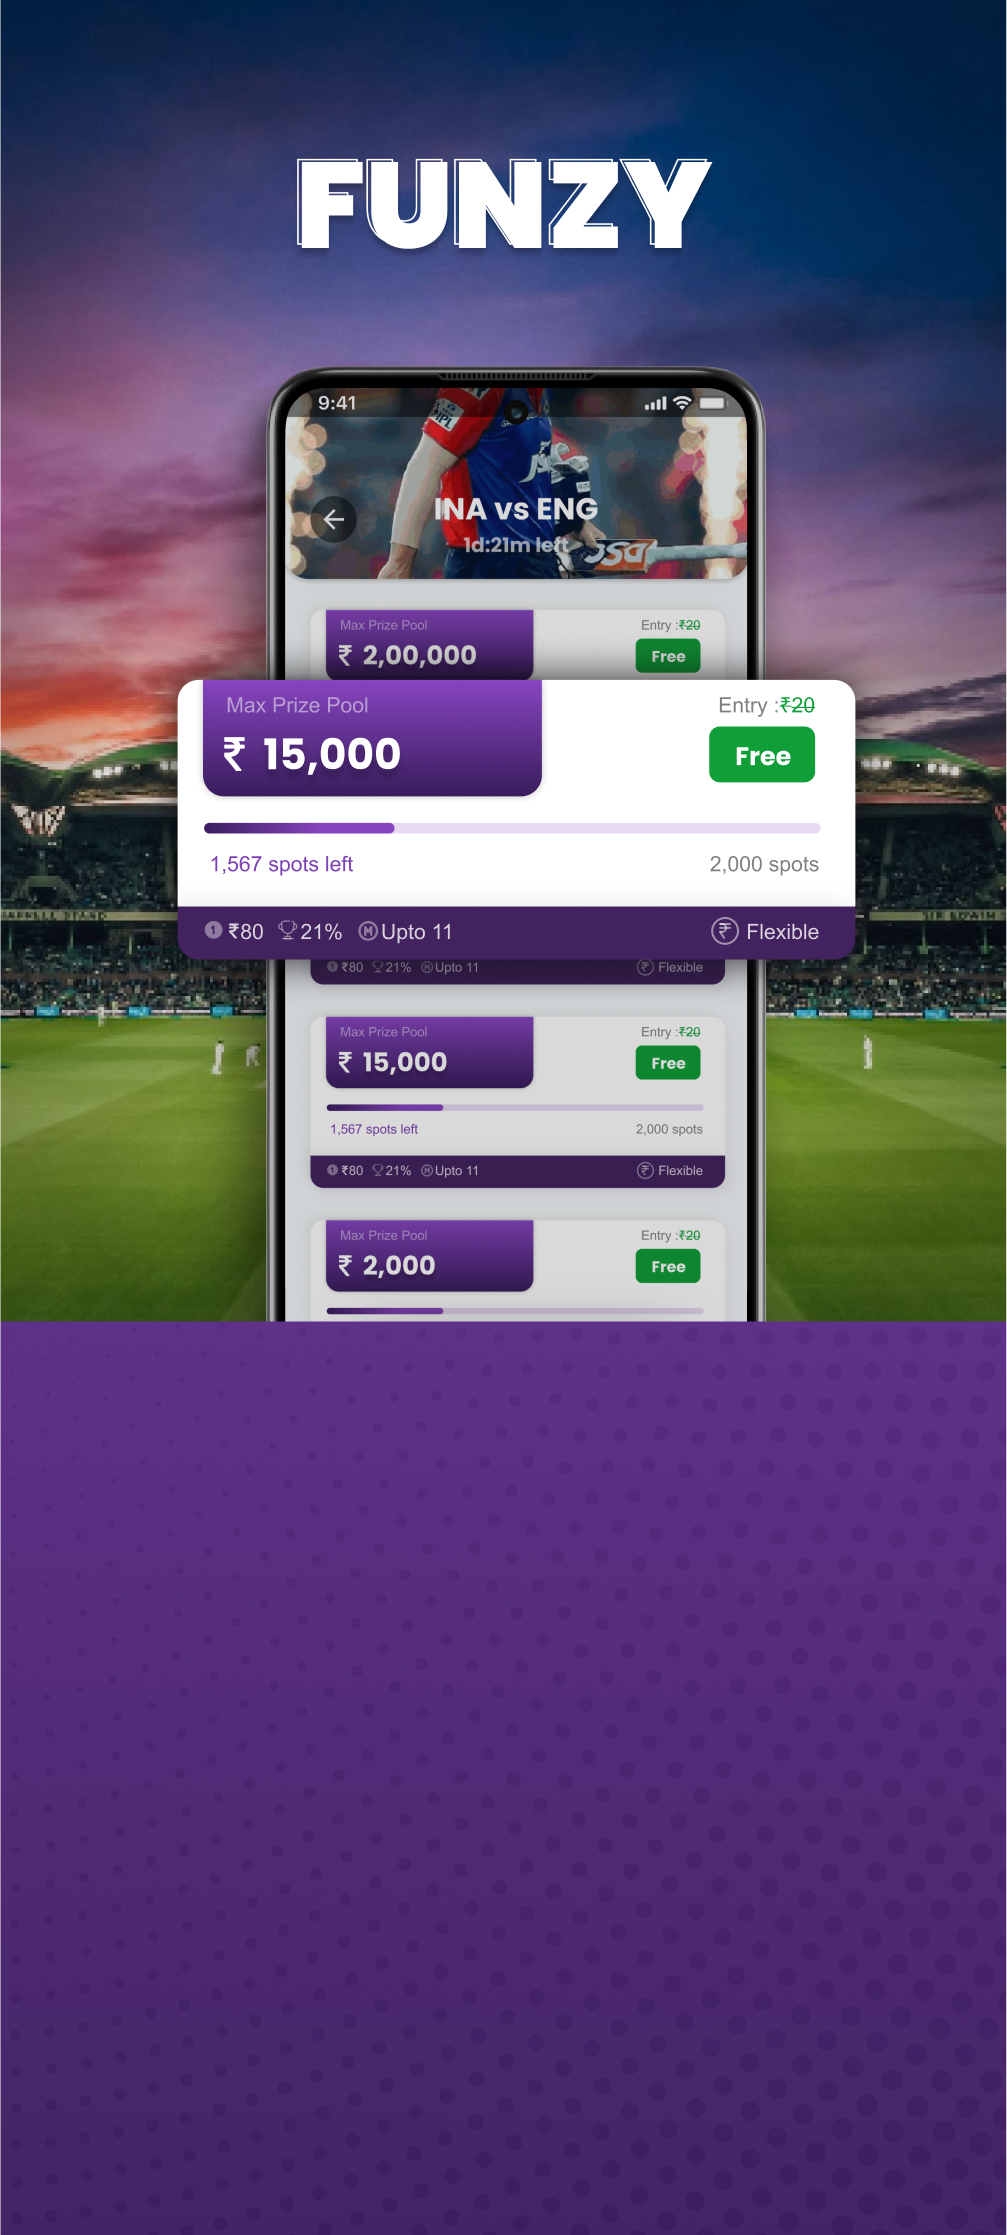 FUNZY
9:41
IPL
INA vs ENG
1d:21m left
JSW
Max Prize Pool
Entry :₹20
₹ 2,00,000
Free
Max Prize Pool
Entry :₹20
₹ 15,000
Free
1,567 spots left
2,000 spots
1 ₹80 21% M Upto 11
₹ Flexible
1 ₹80 21% M Upto 11
₹ Flexible
Max Prize Pool
Entry :₹20
₹ 15,000
Free
1,567 spots left
2,000 spots
1 ₹80 21% M Upto 11
₹ Flexible
Max Prize Pool
Entry :₹20
₹ 2,000
Free